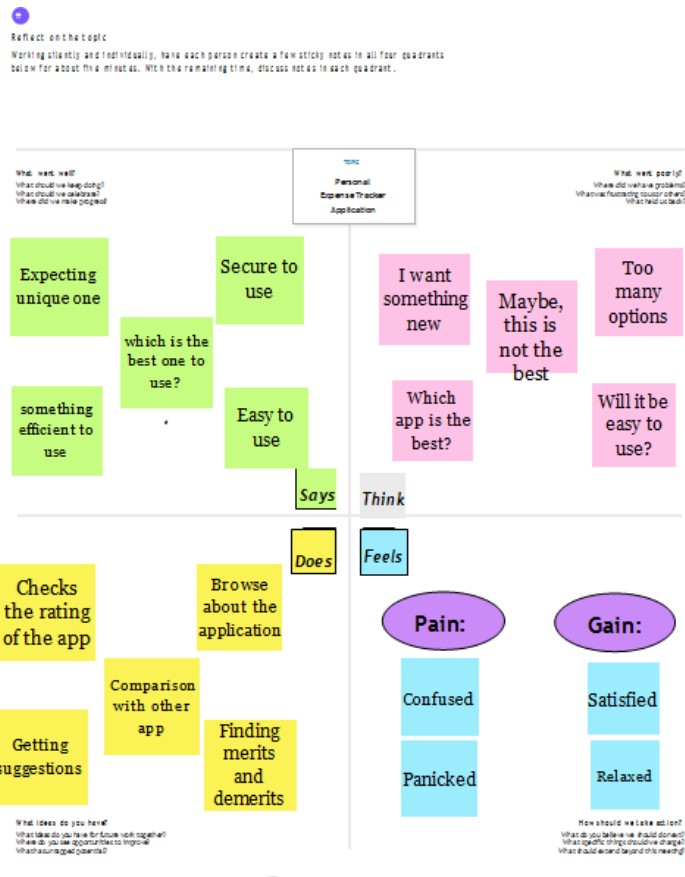 Reflect on the topic
Working silently and individually, have each person create a few sticky notes in all four quadrants
below for about five minutes. With the remaining time, discuss notes in each quadrant.
TOPIC
Personal
Expense Tracker
Application
What went well?
What should we keep doing?
What should we celebrate?
Where did we make progress?
What went poorly?
Where did we have problems?
What was frustrating to us or others?
What held us back?
Expecting
unique one
Secure to
use
which is the
best one to
use?
something
efficient to
use
Easy to
use
Says
I want
something
new
Maybe,
this is
not the
best
Too
many
options
Which
app is the
best?
Will it be
easy to
use?
Think
Does
Checks
the rating
of the app
Browse
about the
application
Comparison
with other
app
Getting
suggestions
Finding
merits
and
demerits
Feels
Pain:
Gain:
Confused
Satisfied
Panicked
Relaxed
What ideas do you have?
What ideas do you have for future work together?
Where do you see opportunities to improve?
What has untapped potential?
How should we take action?
What do you believe we should do next?
What specific things should we change?
What should extend beyond this meeting?